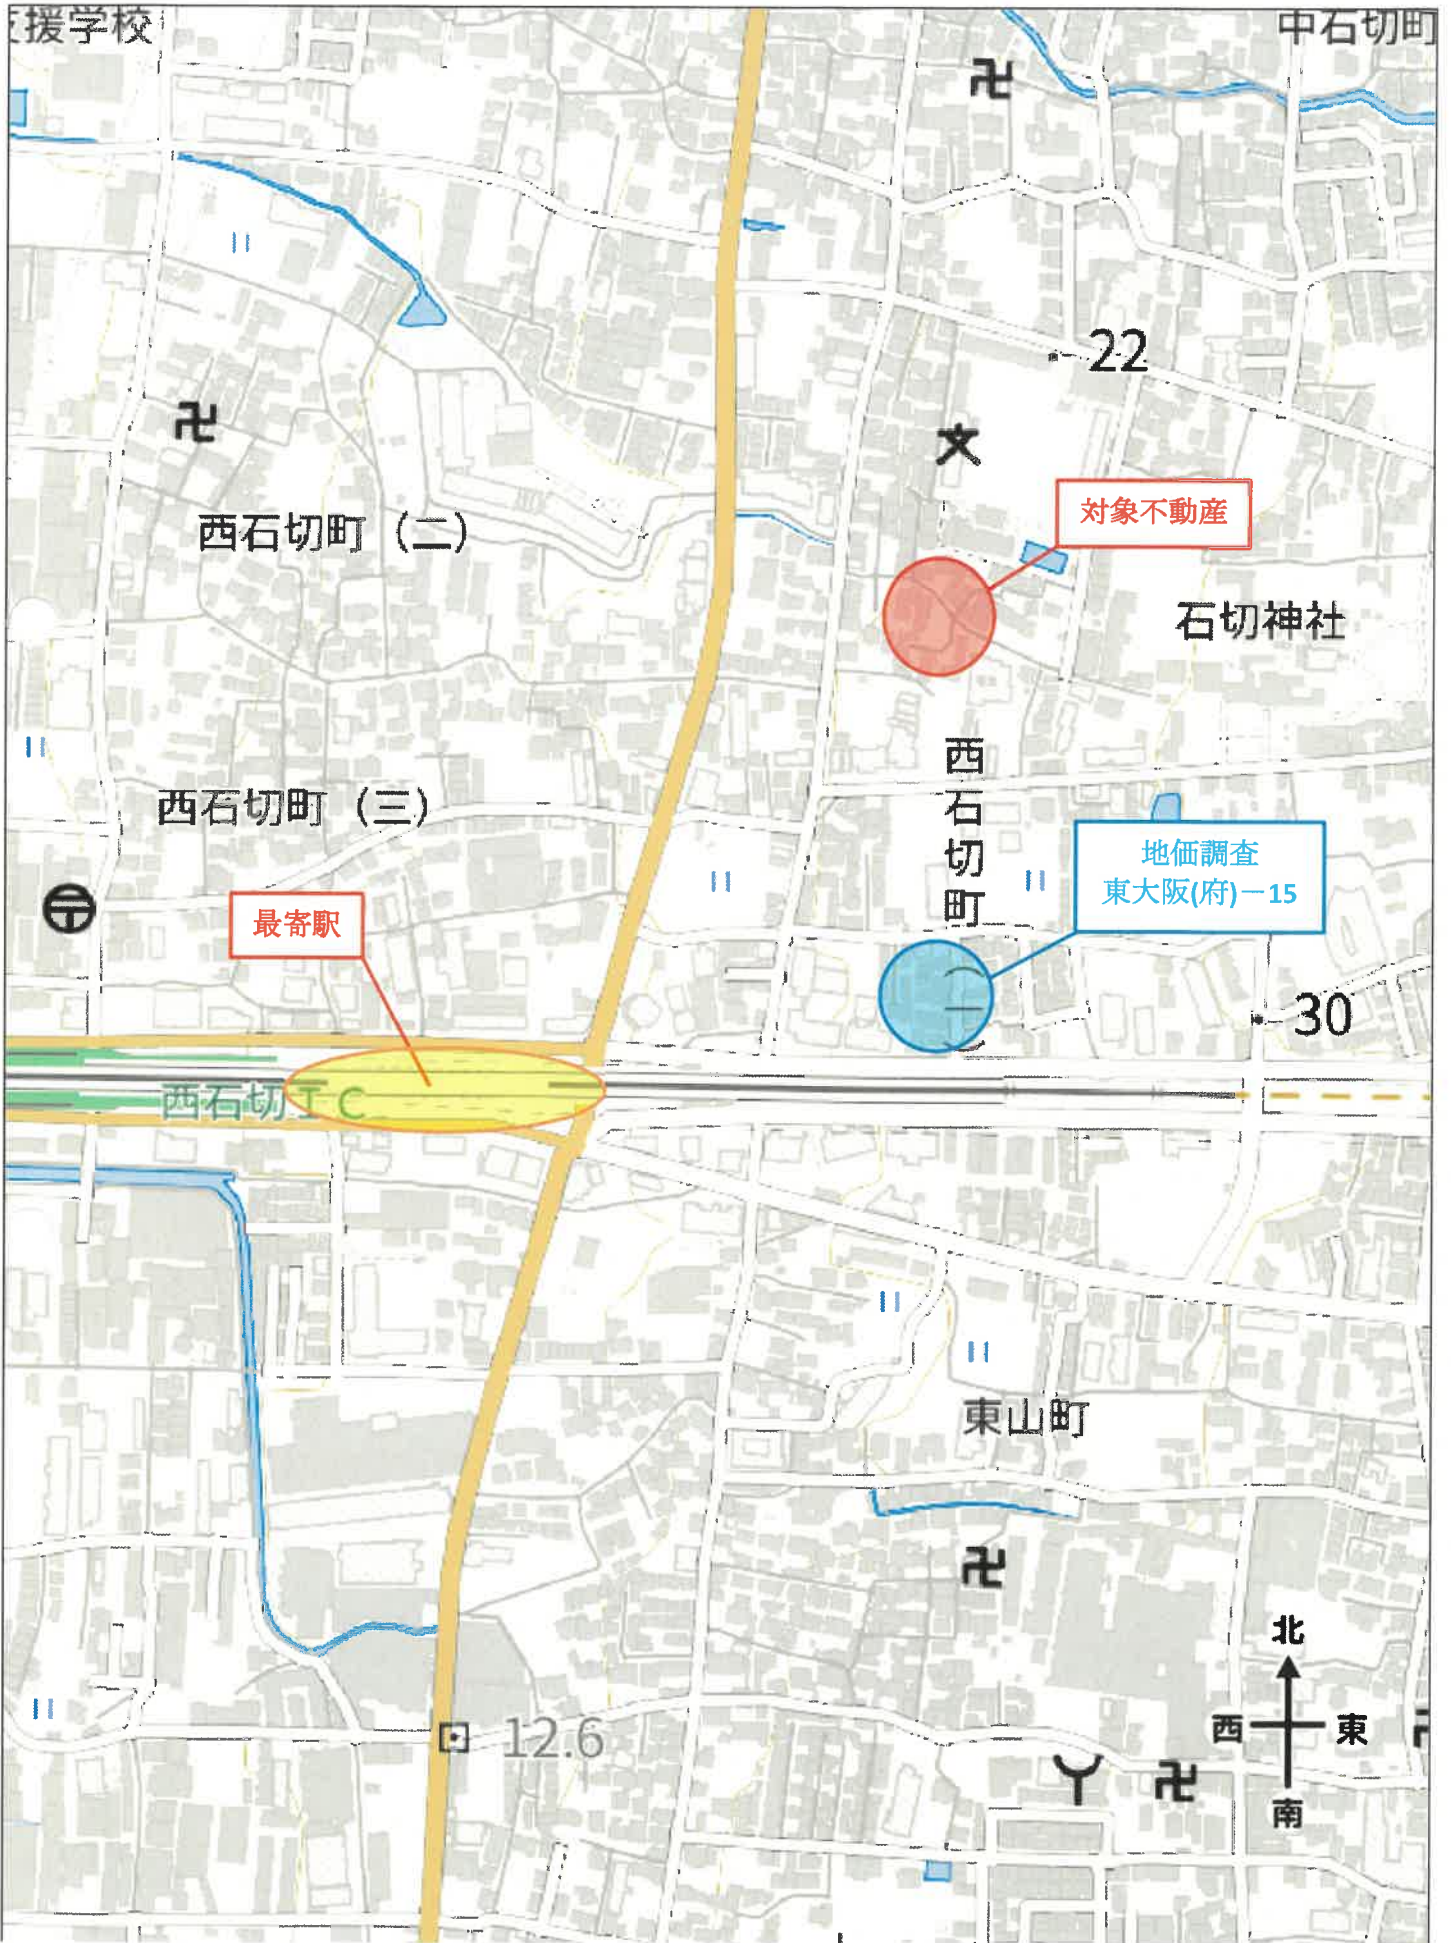 支援学校
中石切町
22
対象不動産
西石切町（二）
石切神社
西石切町
西石切町（三）
地価調査
東大阪(府)－15
最寄駅
30
西石切TC
東山町
北
西 東
南
12.6